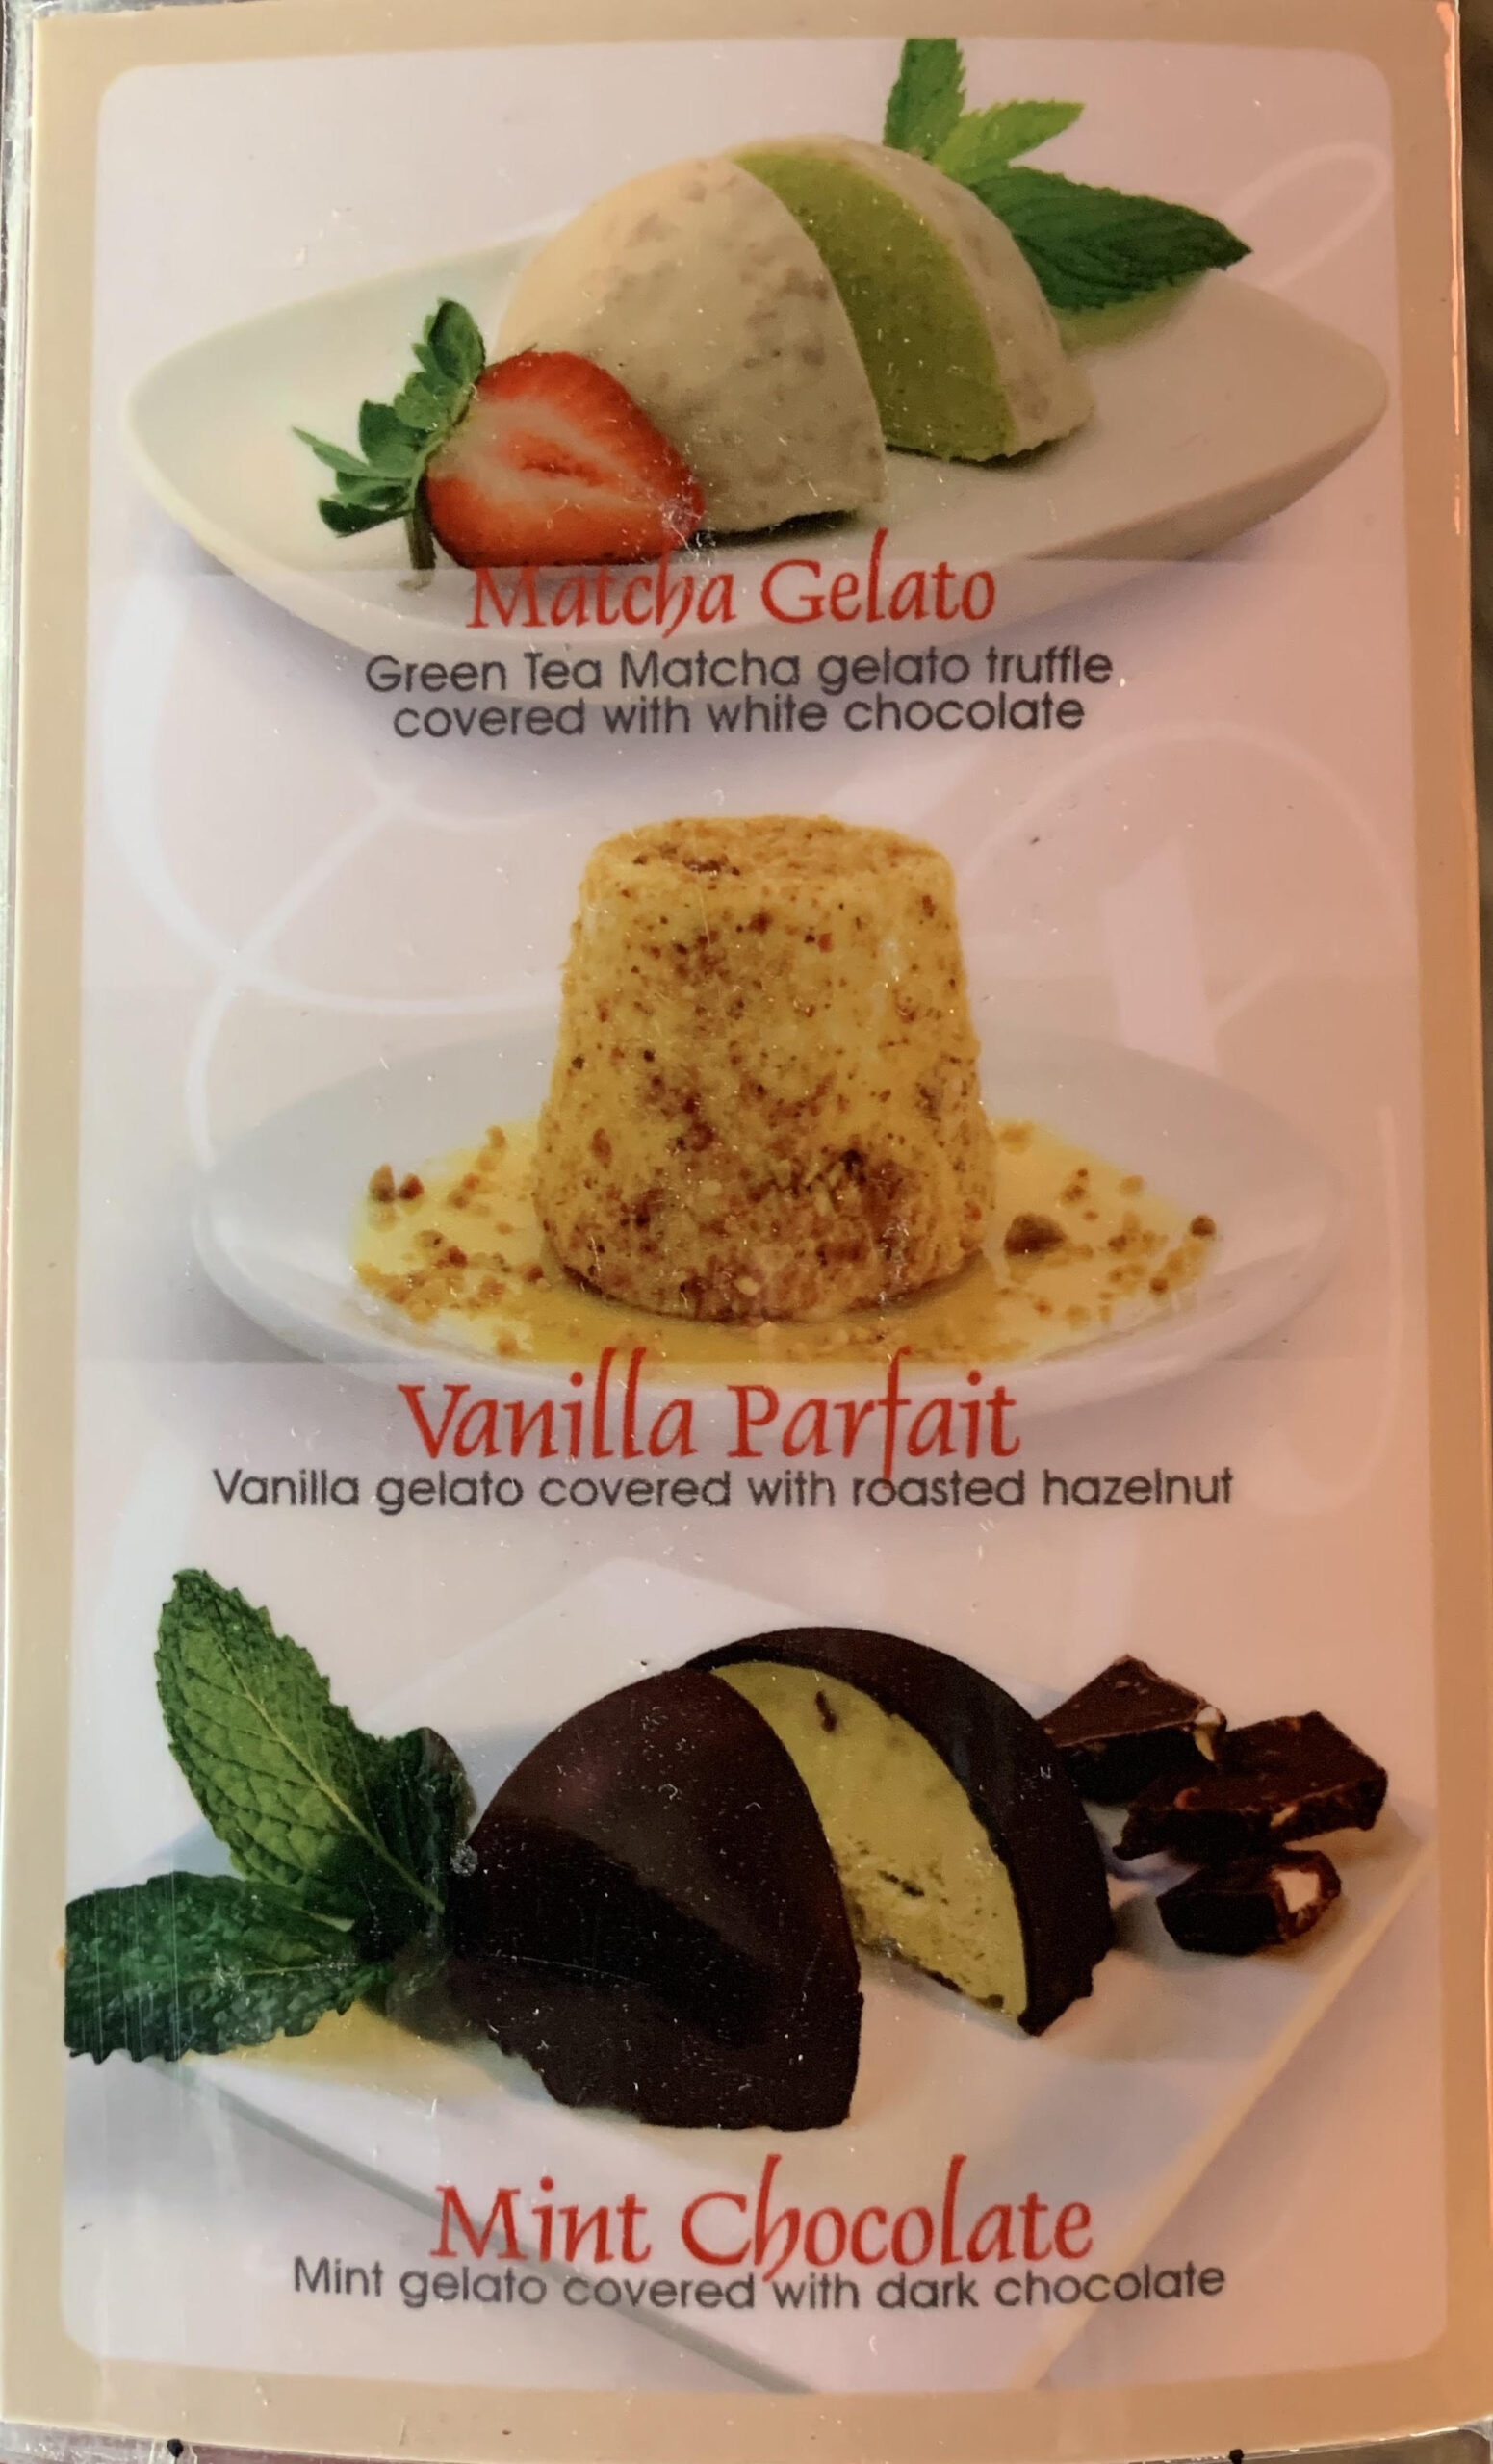 Matcha Gelato
Green Tea Matcha gelato truffle
covered with white chocolate
Vanilla Parfait
Vanilla gelato covered with roasted hazelnut
Mint Chocolate
Mint gelato covered with dark chocolate